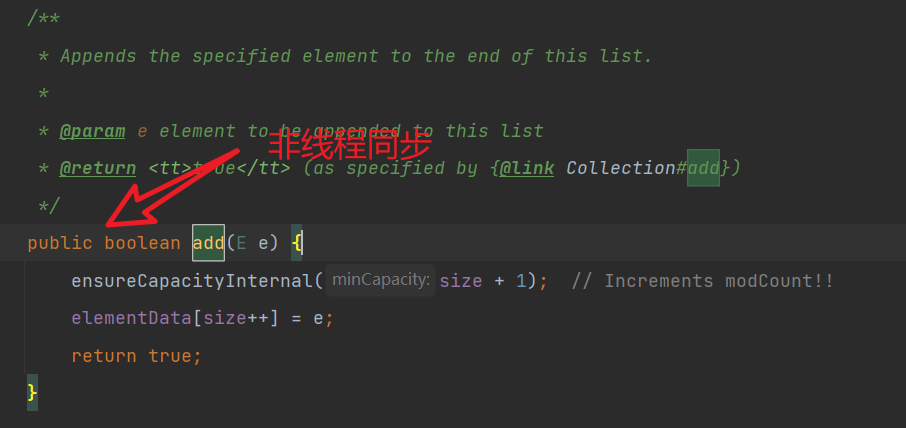 /**
* Appends the specified element to the end of this list.
*
* @param e element to be appended to this list
非线程同步
* @return <tt>true</tt> (as specified by {@link Collection#add})
*/
public boolean add(E e) {
ensureCapacityInternal( minCapacity: size + 1);  // Increments modCount!!
elementData[size++] = e;
return true;
}